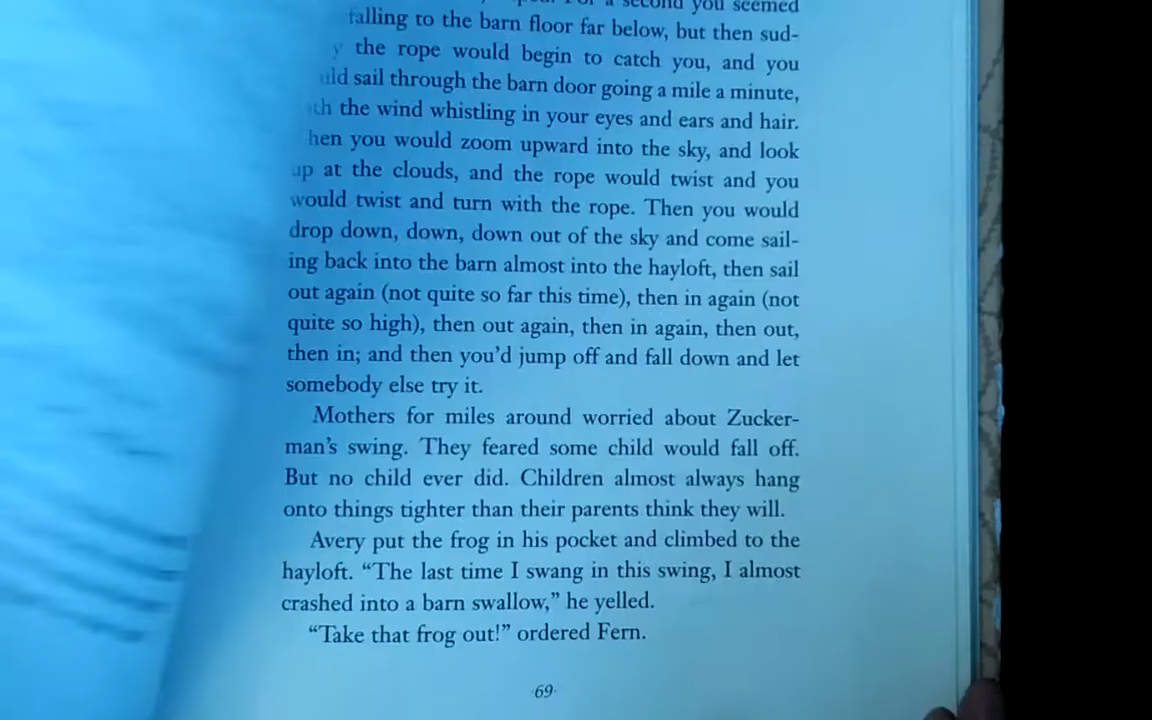 a second you seemed
falling to the barn floor far below, but then sud-
y the rope would begin to catch you, and you
uld sail through the barn door going a mile a minute,
th the wind whistling in your eyes and ears and hair.
hen you would zoom upward into the sky, and look
up at the clouds, and the rope would twist and you
would twist and turn with the rope. Then you would
drop down, down, down out of the sky and come sail-
ing back into the barn almost into the hayloft, then sail
out again (not quite so far this time), then in again (not
quite so high), then out again, then in again, then out,
then in; and then you’d jump off and fall down and let
somebody else try it.
Mothers for miles around worried about Zucker-
man’s swing. They feared some child would fall off.
But no child ever did. Children almost always hang
onto things tighter than their parents think they will.
Avery put the frog in his pocket and climbed to the
hayloft. “The last time I swang in this swing, I almost
crashed into a barn swallow,” he yelled.
“Take that frog out!” ordered Fern.
·69·